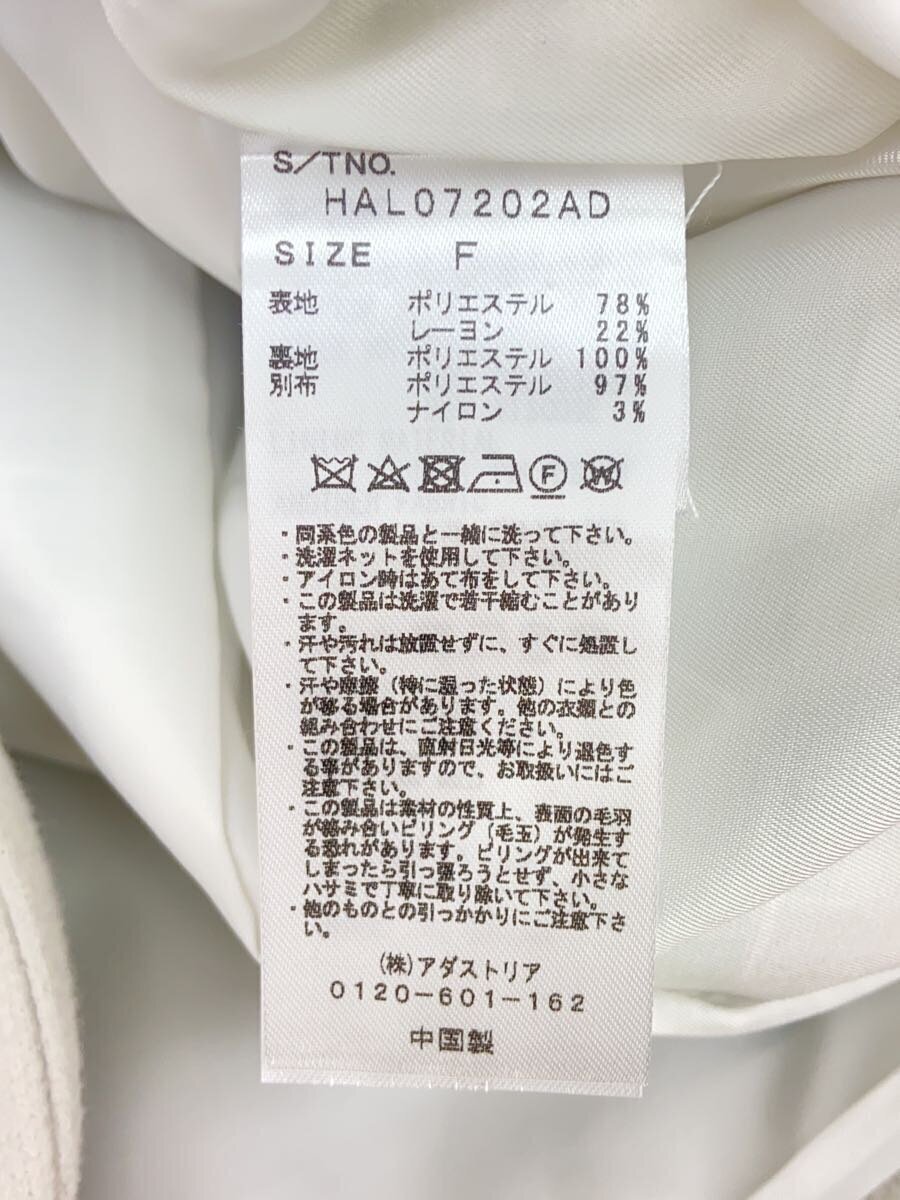 S/TNO.
HAL07202AD
SIZE F
表地 ポリエステル 78%
レーヨン 22%
裏地 ポリエステル 100%
別布 ポリエステル 97%
ナイロン 3%
F W
・同系色の製品と一緒に洗って下さい。
・洗濯ネットを使用して下さい。
・アイロン時はあて布をして下さい。
・この製品は洗濯で若干縮むことがあり
ます。
・汗や汚れは放置せずに、すぐに処置し
て下さい。
・汗や摩擦(特に湿った状態)により色
が移る場合があります。他の衣類との
組み合わせにご注意ください。
・この製品は、直射日光等により退色す
る事がありますので、お取扱いにはご
注意下さい。
・この製品は素材の性質上、表面の毛羽
が絡み合いピリング(毛玉)が発生す
る恐れがあります。ピリングが出来て
しまったら引っ張ろうとせず、小さな
ハサミで丁寧に取り除いて下さい。
・他のものとの引っかかりにご注意下さ
い。
(株)アダストリア
0120-601-162
中国製